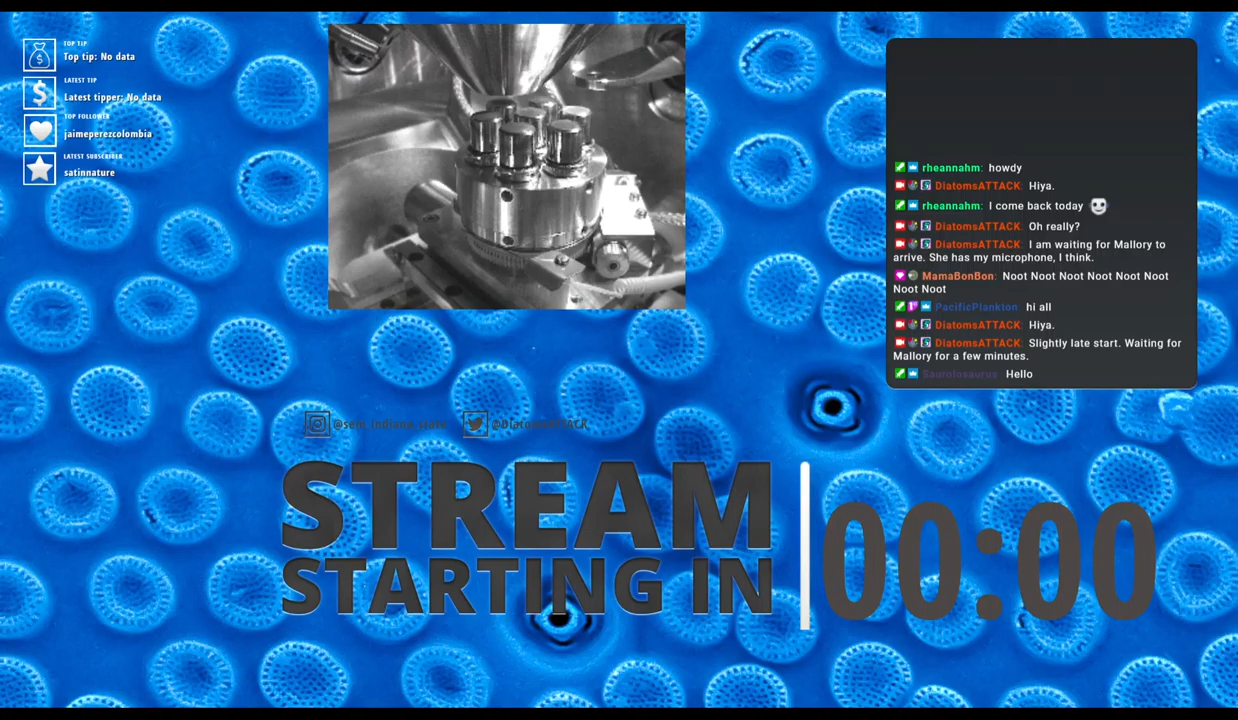 TOP TIP
Top tip: No data
LATEST TIP
Latest tipper: No data
TOP FOLLOWER
jaimeperezcolombia
LATEST SUBSCRIBER
satinnature
rheannahm: howdy
DiatomsATTACK: Hiya.
rheannahm: I come back today
DiatomsATTACK: Oh really?
DiatomsATTACK: I am waiting for Mallory to
arrive. She has my microphone, I think.
MamaBonBon: Noot Noot Noot Noot Noot Noot
Noot Noot
PacificPlankton: hi all
DiatomsATTACK: Hiya.
DiatomsATTACK: Slightly late start. Waiting for
Mallory for a few minutes.
Saurolosaurus: Hello
@sem_indiana_state @DiatomsATTACK
STREAM
STARTING IN
00:00